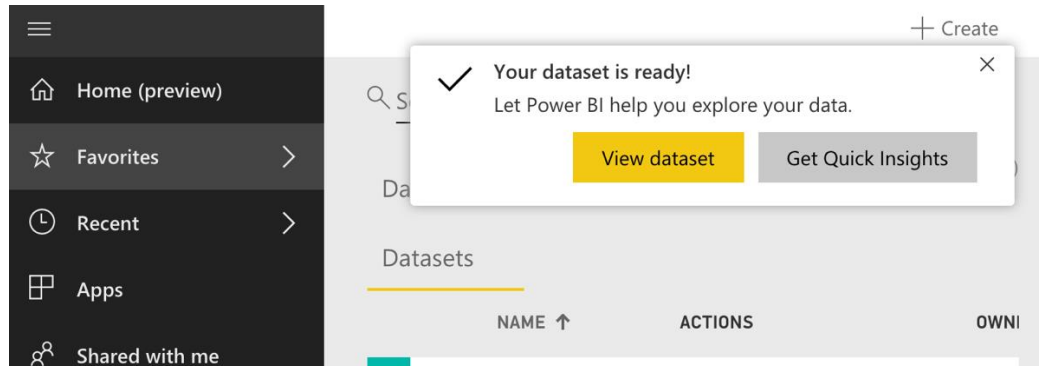 Create
Home (preview)
Favorites
Recent
Apps
Shared with me
Your dataset is ready!
Let Power BI help you explore your data.
View dataset
Get Quick Insights
Datasets
NAME
ACTIONS